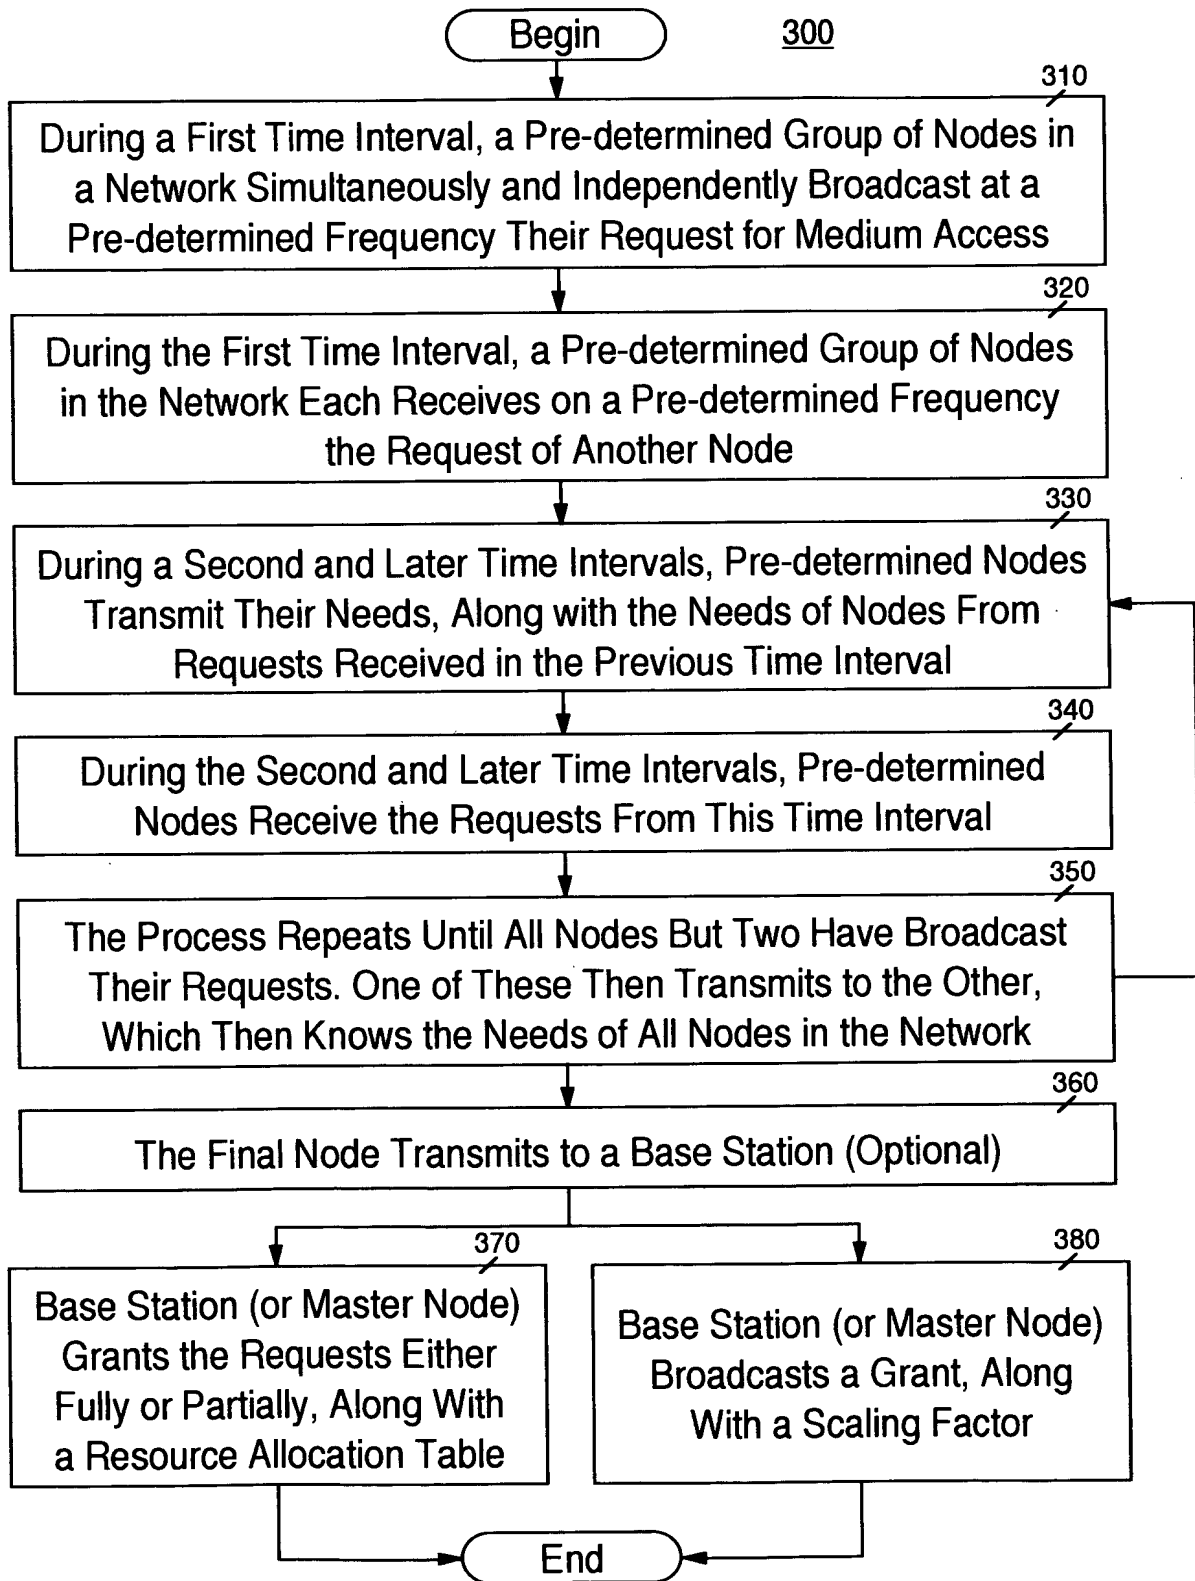 Begin
300
310
During a First Time Interval, a Pre-determined Group of Nodes in
a Network Simultaneously and Independently Broadcast at a
Pre-determined Frequency Their Request for Medium Access
320
During the First Time Interval, a Pre-determined Group of Nodes
in the Network Each Receives on a Pre-determined Frequency
the Request of Another Node
330
During a Second and Later Time Intervals, Pre-determined Nodes
Transmit Their Needs, Along with the Needs of Nodes From
Requests Received in the Previous Time Interval
340
During the Second and Later Time Intervals, Pre-determined
Nodes Receive the Requests From This Time Interval
350
The Process Repeats Until All Nodes But Two Have Broadcast
Their Requests. One of These Then Transmits to the Other,
Which Then Knows the Needs of All Nodes in the Network
360
The Final Node Transmits to a Base Station (Optional)
370
Base Station (or Master Node)
Grants the Requests Either
Fully or Partially, Along With
a Resource Allocation Table
380
Base Station (or Master Node)
Broadcasts a Grant, Along
With a Scaling Factor
End